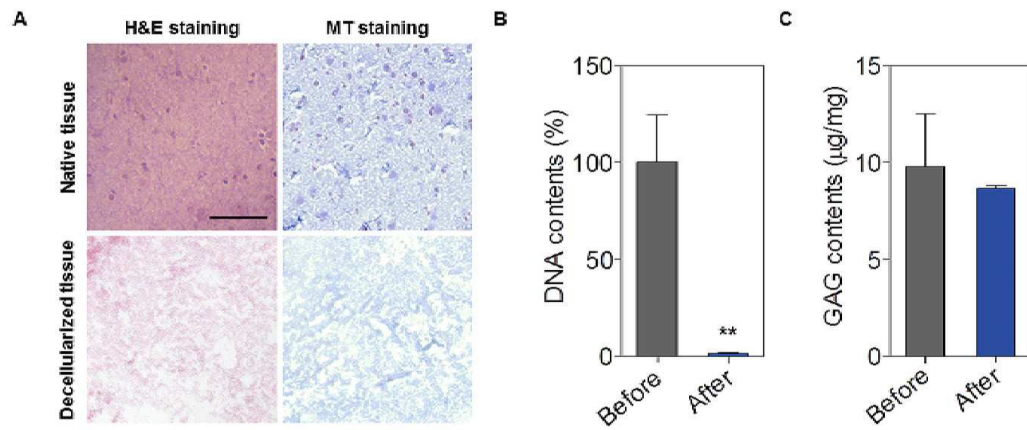 A
H&E staining
MT staining
Native tissue
Decellularized tissue
B
DNA contents (%)
150
100
50
0
**
Before
After
C
GAG contents (µg/mg)
15
10
5
0
Before
After